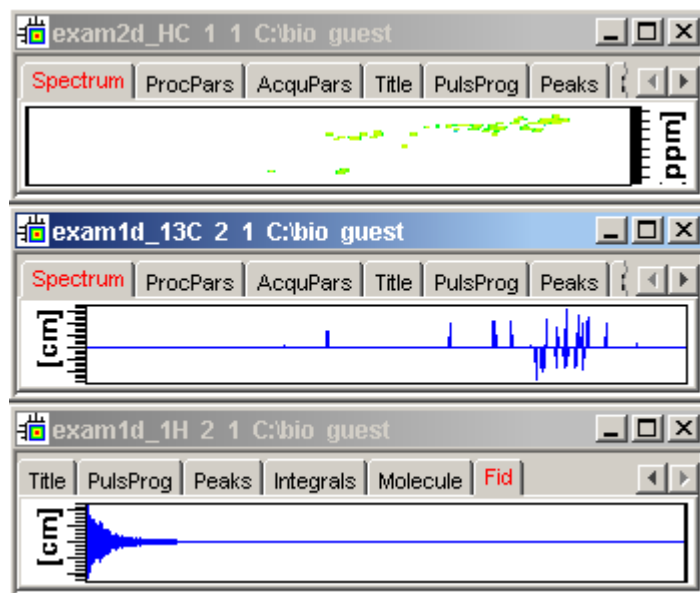 exam2d_HC 1 1 C:\bio guest
Spectrum ProcPars AcquPars Title PulsProg Peaks
[ppm]
exam1d_13C 2 1 C:\bio guest
Spectrum ProcPars AcquPars Title PulsProg Peaks
[cm]
exam1d_1H 2 1 C:\bio guest
Title PulsProg Peaks Integrals Molecule Fid
[cm]